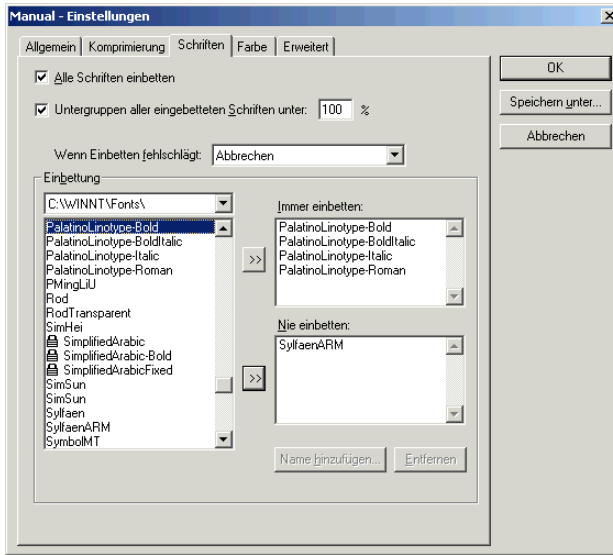 Manual - Einstellungen
Allgemein Komprimierung Schriften Farbe Erweitert
Alle Schriften einbetten
Untergruppen aller eingebetteten Schriften unter: 100 %
Wenn Einbetten fehlschlägt: Abbrechen
Einbettung
C:\WINNT\Fonts\
PalatinoLinotype-Bold
PalatinoLinotype-BoldItalic
PalatinoLinotype-Italic
PalatinoLinotype-Roman
PMingLiU
Rod
RodTransparent
SimHei
SimplifiedArabic
SimplifiedArabic-Bold
SimplifiedArabicFixed
SimSun
SimSun
Sylfaen
SylfaenARM
SymbolMT
>>
>>
Immer einbetten:
PalatinoLinotype-Bold
PalatinoLinotype-BoldItalic
PalatinoLinotype-Italic
PalatinoLinotype-Roman
Nie einbetten:
SylfaenARM
Name hinzufügen... Entfernen
OK
Speichern unter...
Abbrechen